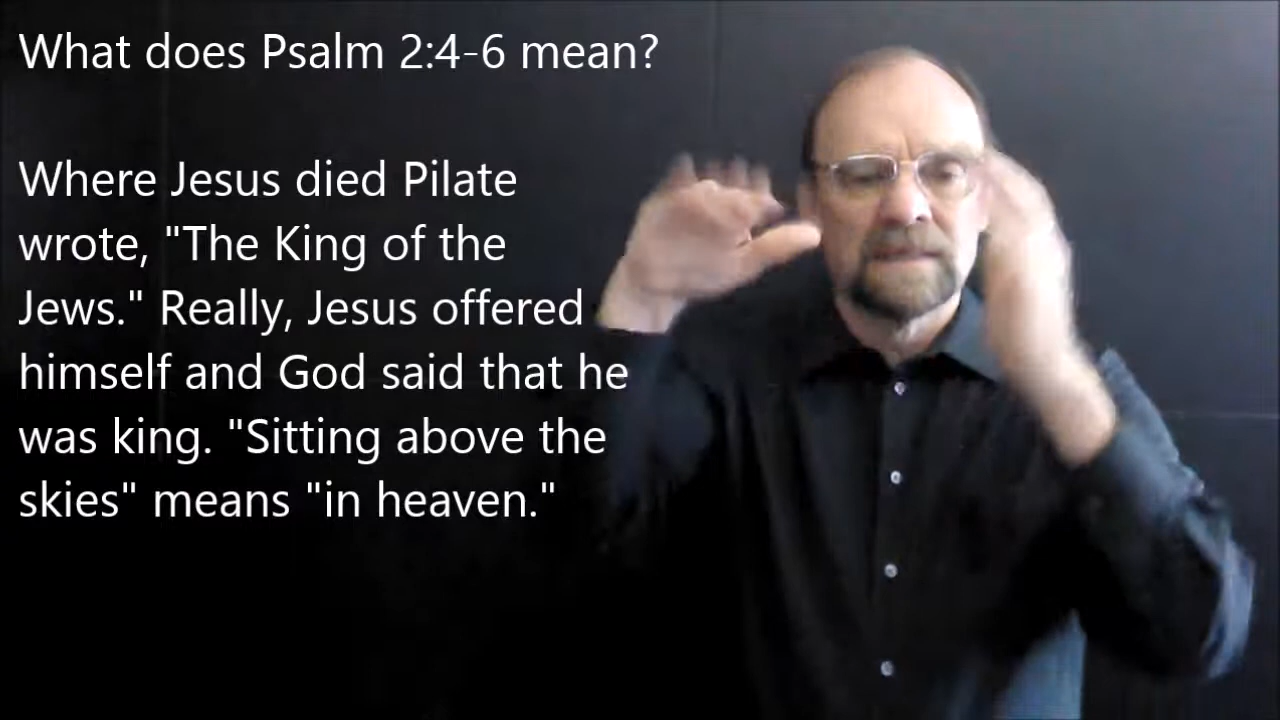 What does Psalm 2:4-6 mean?
Where Jesus died Pilate
wrote, "The King of the
Jews." Really, Jesus offered
himself and God said that he
was king. "Sitting above the
skies" means "in heaven."